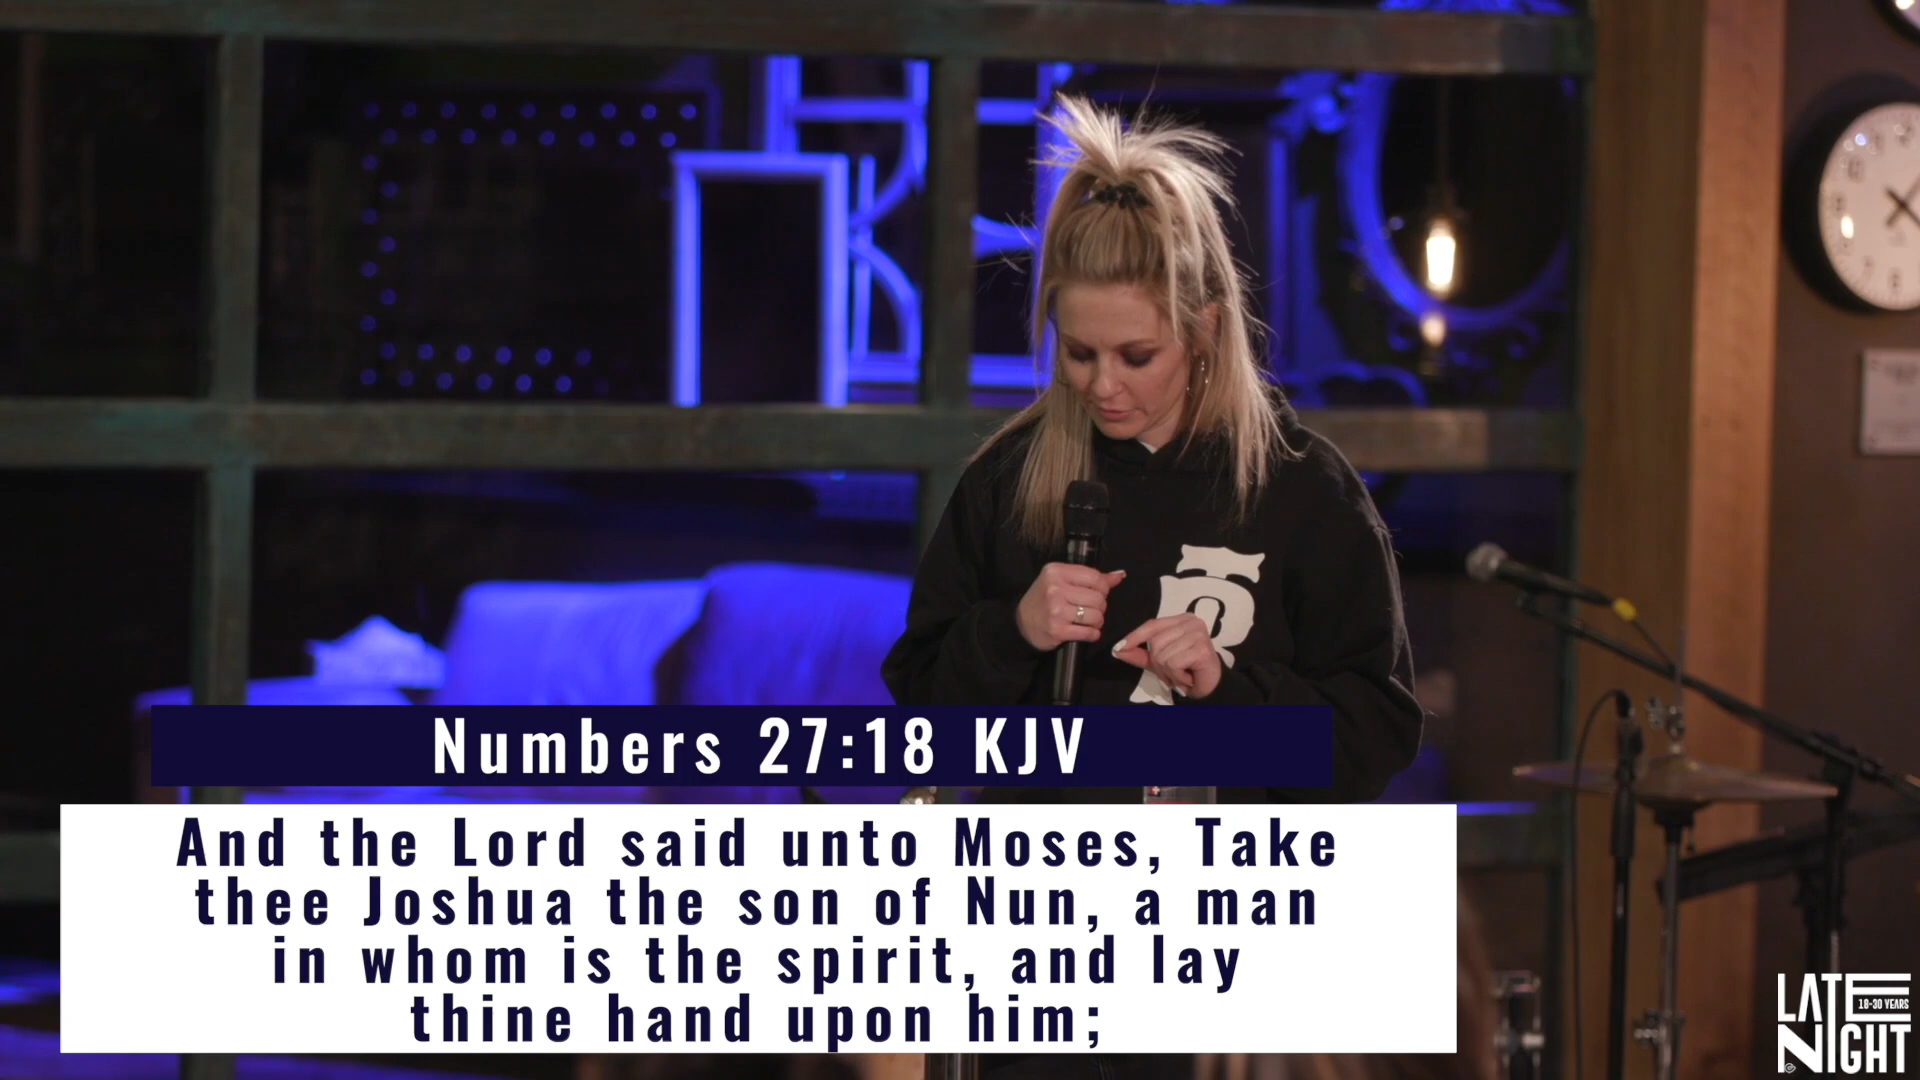 Numbers 27:18 KJV
And the Lord said unto Moses, Take
thee Joshua the son of Nun, a man
in whom is the spirit, and lay
thine hand upon him;
LATE
18-30 YEARS
NIGHT